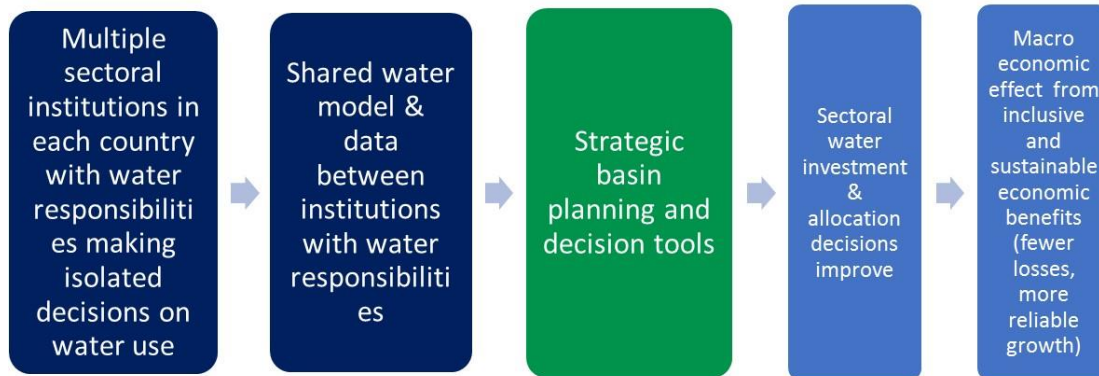 Multiple
sectoral
institutions in
each country
with water
responsibiliti
es making
isolated
decisions on
water use
Shared water
model &
data
between
institutions
with water
responsibiliti
es
Strategic
basin
planning and
decision tools
Sectoral
water
investment
&
allocation
decisions
improve
Macro
economic
effect from
inclusive
and
sustainable
economic
benefits
(fewer
losses,
more
reliable
growth)